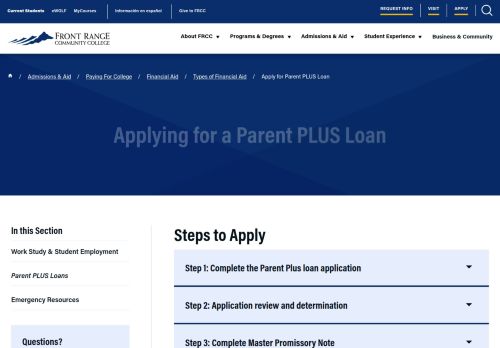 Current Students eWOLF MyCourses Información en español Give to FRCC REQUEST INFO VISIT APPLY
FRONT RANGE
COMMUNITY COLLEGE
About FRCC Programs & Degrees Admissions & Aid Student Experience Business & Community
/ Admissions & Aid / Paying For College / Financial Aid / Types of Financial Aid / Apply for Parent PLUS Loan
Applying for a Parent PLUS Loan
In this Section
Work Study & Student Employment
Parent PLUS Loans
Emergency Resources
Questions?
Steps to Apply
Step 1: Complete the Parent Plus loan application
Step 2: Application review and determination
Step 3: Complete Master Promissory Note